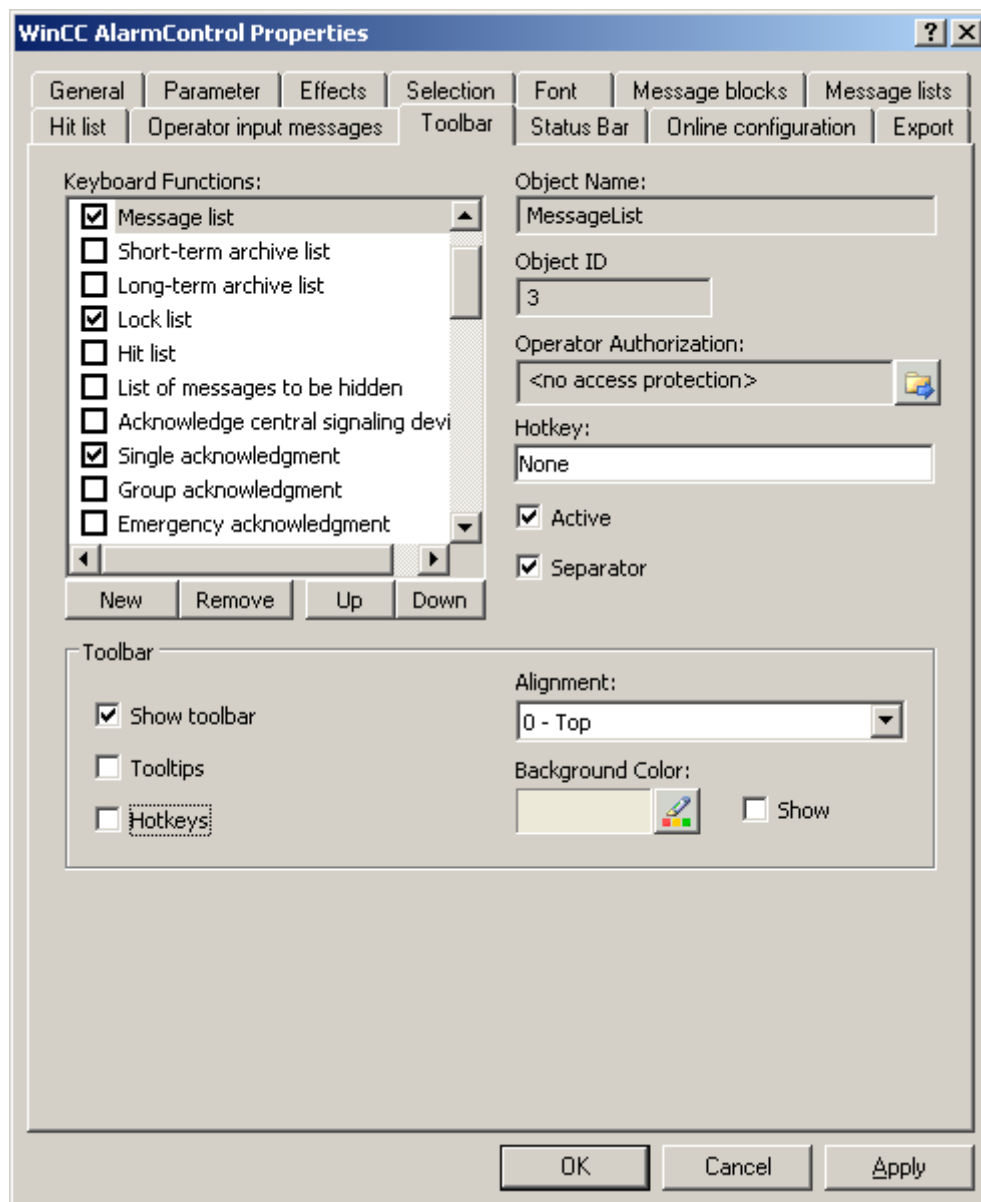 WinCC AlarmControl Properties
General Parameter Effects Selection Font Message blocks Message lists
Hit list Operator input messages Toolbar Status Bar Online configuration Export
Keyboard Functions:
Message list
Short-term archive list
Long-term archive list
Lock list
Hit list
List of messages to be hidden
Acknowledge central signaling devi
Single acknowledgment
Group acknowledgment
Emergency acknowledgment
New Remove Up Down
Object Name:
MessageList
Object ID
3
Operator Authorization:
<no access protection>
Hotkey:
None
Active
Separator
Toolbar
Show toolbar
Tooltips
Hotkeys
Alignment:
0 - Top
Background Color:
Show
OK Cancel Apply